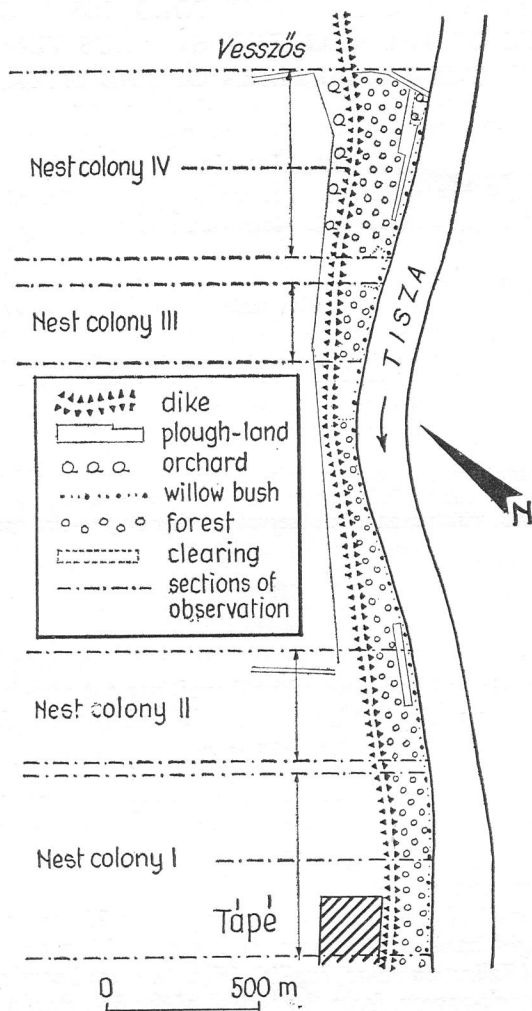 Vesszős
Nest colony IV
Nest colony III
TISZA
dike
plough-land
orchard
willow bush
forest
clearing
sections of
observation
N
Nest colony II
Nest colony I
Tápé
0 500 m